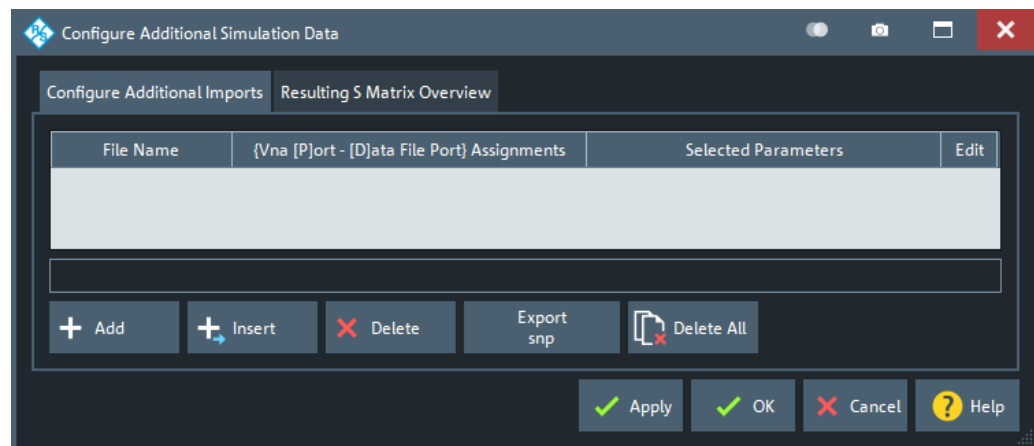 R&S Configure Additional Simulation Data
Configure Additional Imports Resulting S Matrix Overview
File Name {Vna [P]ort - [D]ata File Port} Assignments Selected Parameters Edit
Add Insert Delete Export
snp Delete All
Apply OK Cancel ? Help